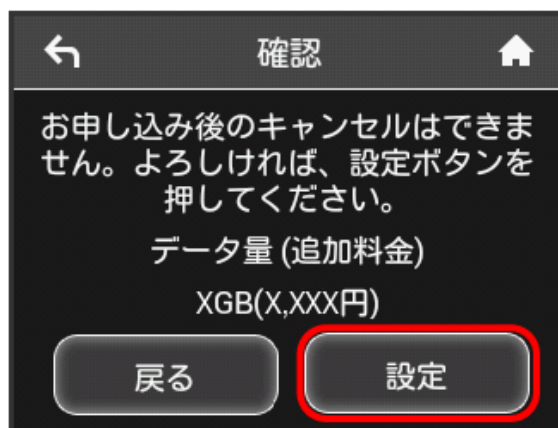 確認
お申し込み後のキャンセルはできま
せん。よろしければ、設定ボタンを
押してください。
データ量 (追加料金)
XGB(X,XXX円)
戻る
設定